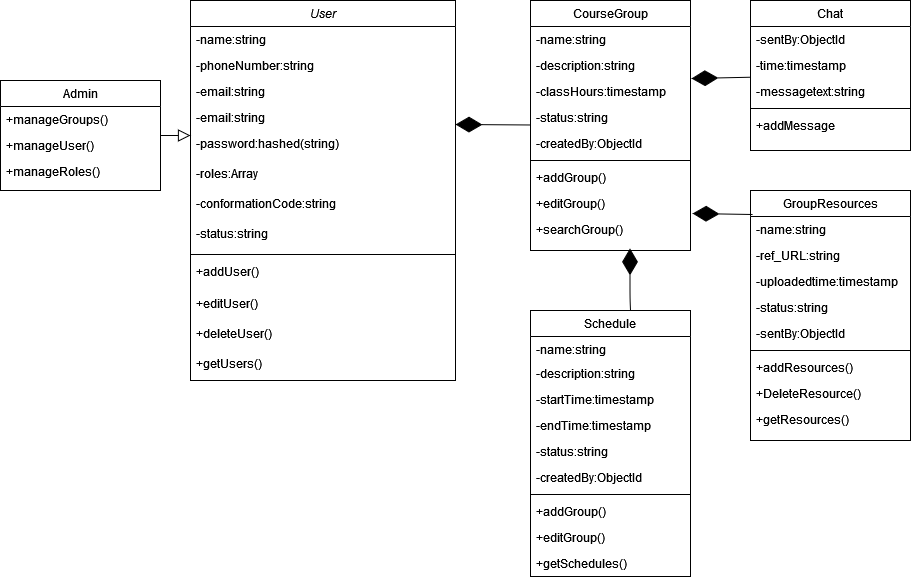 Admin
+manageGroups()
+manageUser()
+manageRoles()
User
-name:string
-phoneNumber:string
-email:string
-email:string
-password:hashed(string)
-roles:Array
-conformationCode:string
-status:string
+addUser()
+editUser()
+deleteUser()
+getUsers()
CourseGroup
-name:string
-description:string
-classHours:timestamp
-status:string
-createdBy:ObjectId
+addGroup()
+editGroup()
+searchGroup()
Schedule
-name:string
-description:string
-startTime:timestamp
-endTime:timestamp
-status:string
-createdBy:ObjectId
+addGroup()
+editGroup()
+getSchedules()
Chat
-sentBy:ObjectId
-time:timestamp
-messagetext:string
+addMessage
GroupResources
-name:string
-ref_URL:string
-uploadedtime:timestamp
-status:string
-sentBy:ObjectId
+addResources()
+DeleteResource()
+getResources()